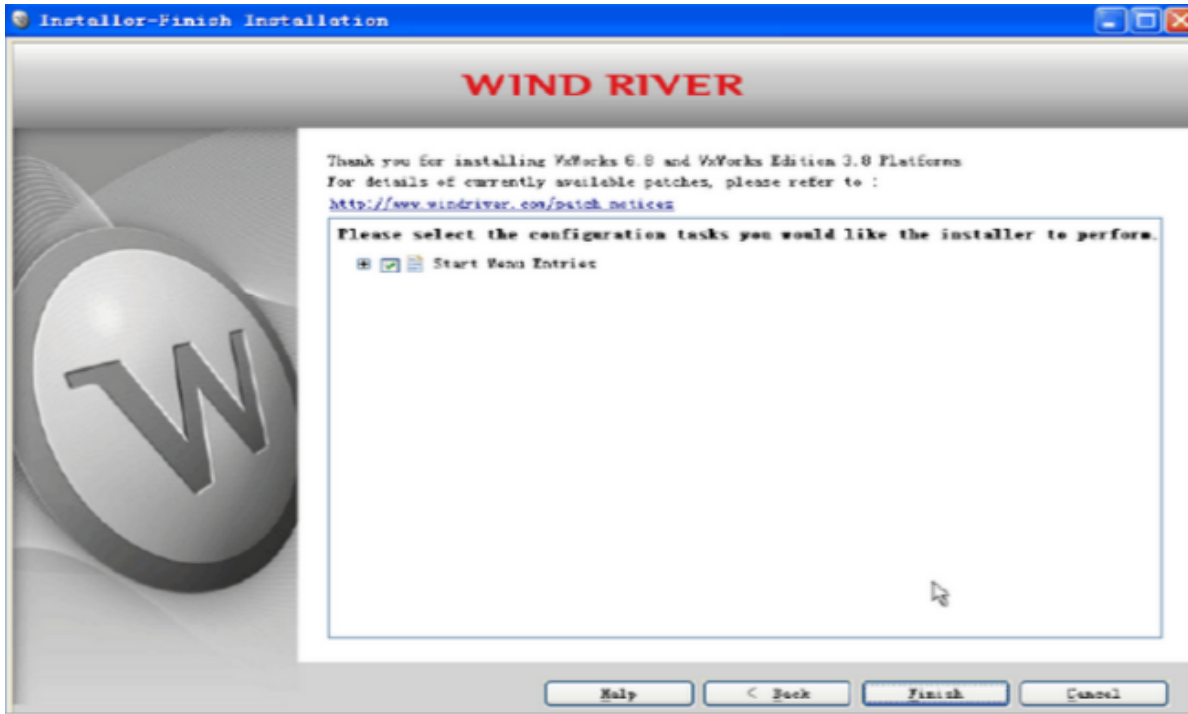 Installer-Finish Installation
WIND RIVER
Thank you for installing VxWorks 6.8 and VxWorks Edition 3.8 Platforms
For details of currently available patches, please refer to :
http://www.windriver.com/patch_notices
Please select the configuration tasks you would like the installer to perform.
Start Menu Entries
Help
< Back
Finish
Cancel